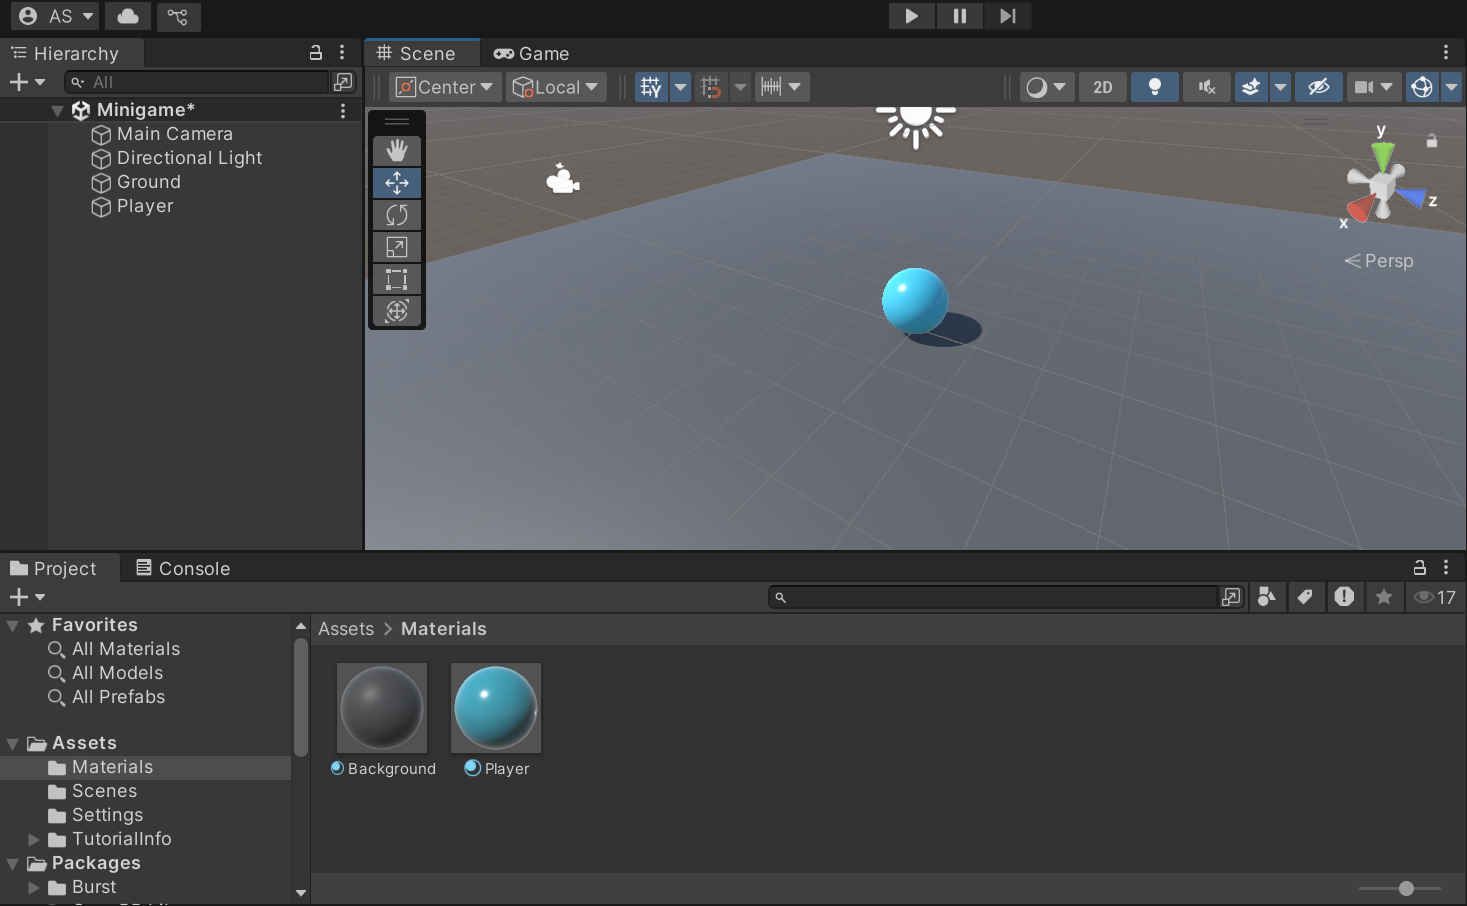 AS
Hierarchy
All
Minigame*
Main Camera
Directional Light
Ground
Player
Scene
Game
Center
Local
2D
y
z
x
Persp
Project
Console
17
Favorites
All Materials
All Models
All Prefabs
Assets
Materials
Scenes
Settings
TutorialInfo
Packages
Burst
Assets > Materials
Background
Player